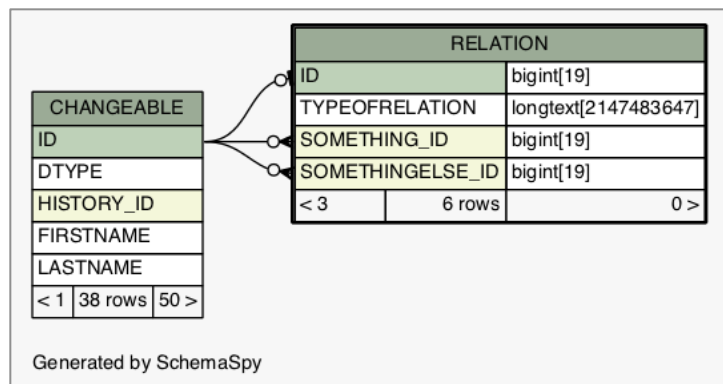 RELATION
ID bigint[19]
TYPEOFRELATION longtext[2147483647]
SOMETHING_ID bigint[19]
SOMETHINGELSE_ID bigint[19]
< 3 6 rows 0 >
CHANGEABLE
ID
DTYPE
HISTORY_ID
FIRSTNAME
LASTNAME
< 1 38 rows 50 >
Generated by SchemaSpy